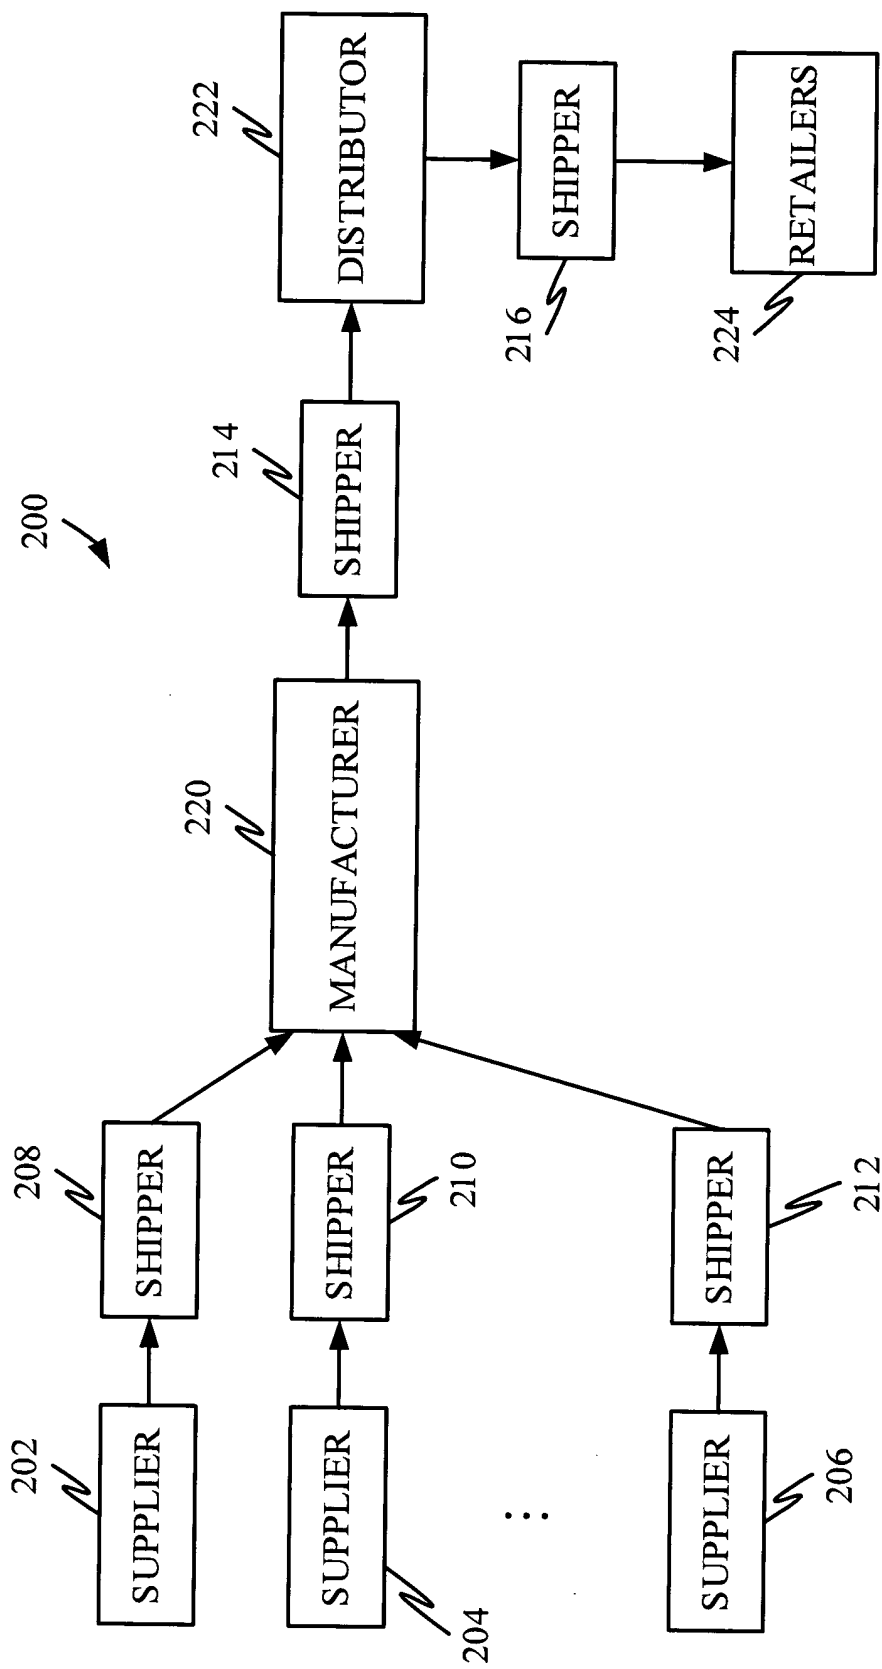 200
202
SUPPLIER
208
SHIPPER
204
SUPPLIER
210
SHIPPER
...
206
SUPPLIER
212
SHIPPER
220
MANUFACTURER
214
SHIPPER
222
DISTRIBUTOR
216
SHIPPER
224
RETAILERS